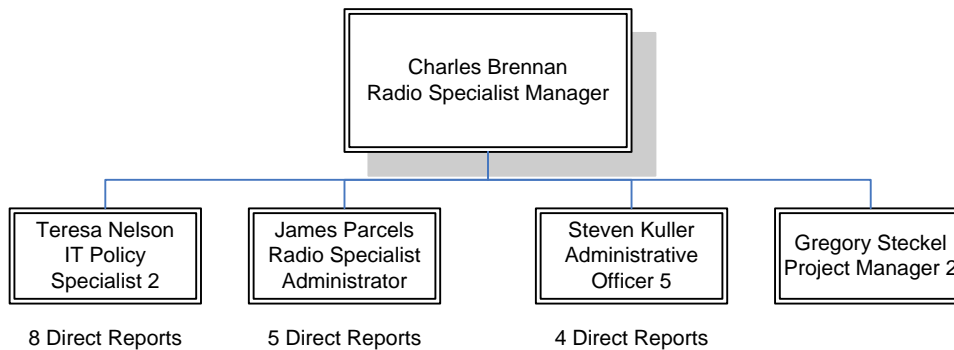 Charles Brennan
Radio Specialist Manager
Teresa Nelson
IT Policy
Specialist 2
James Parcels
Radio Specialist
Administrator
Steven Kuller
Administrative
Officer 5
Gregory Steckel
Project Manager 2
8 Direct Reports
5 Direct Reports
4 Direct Reports